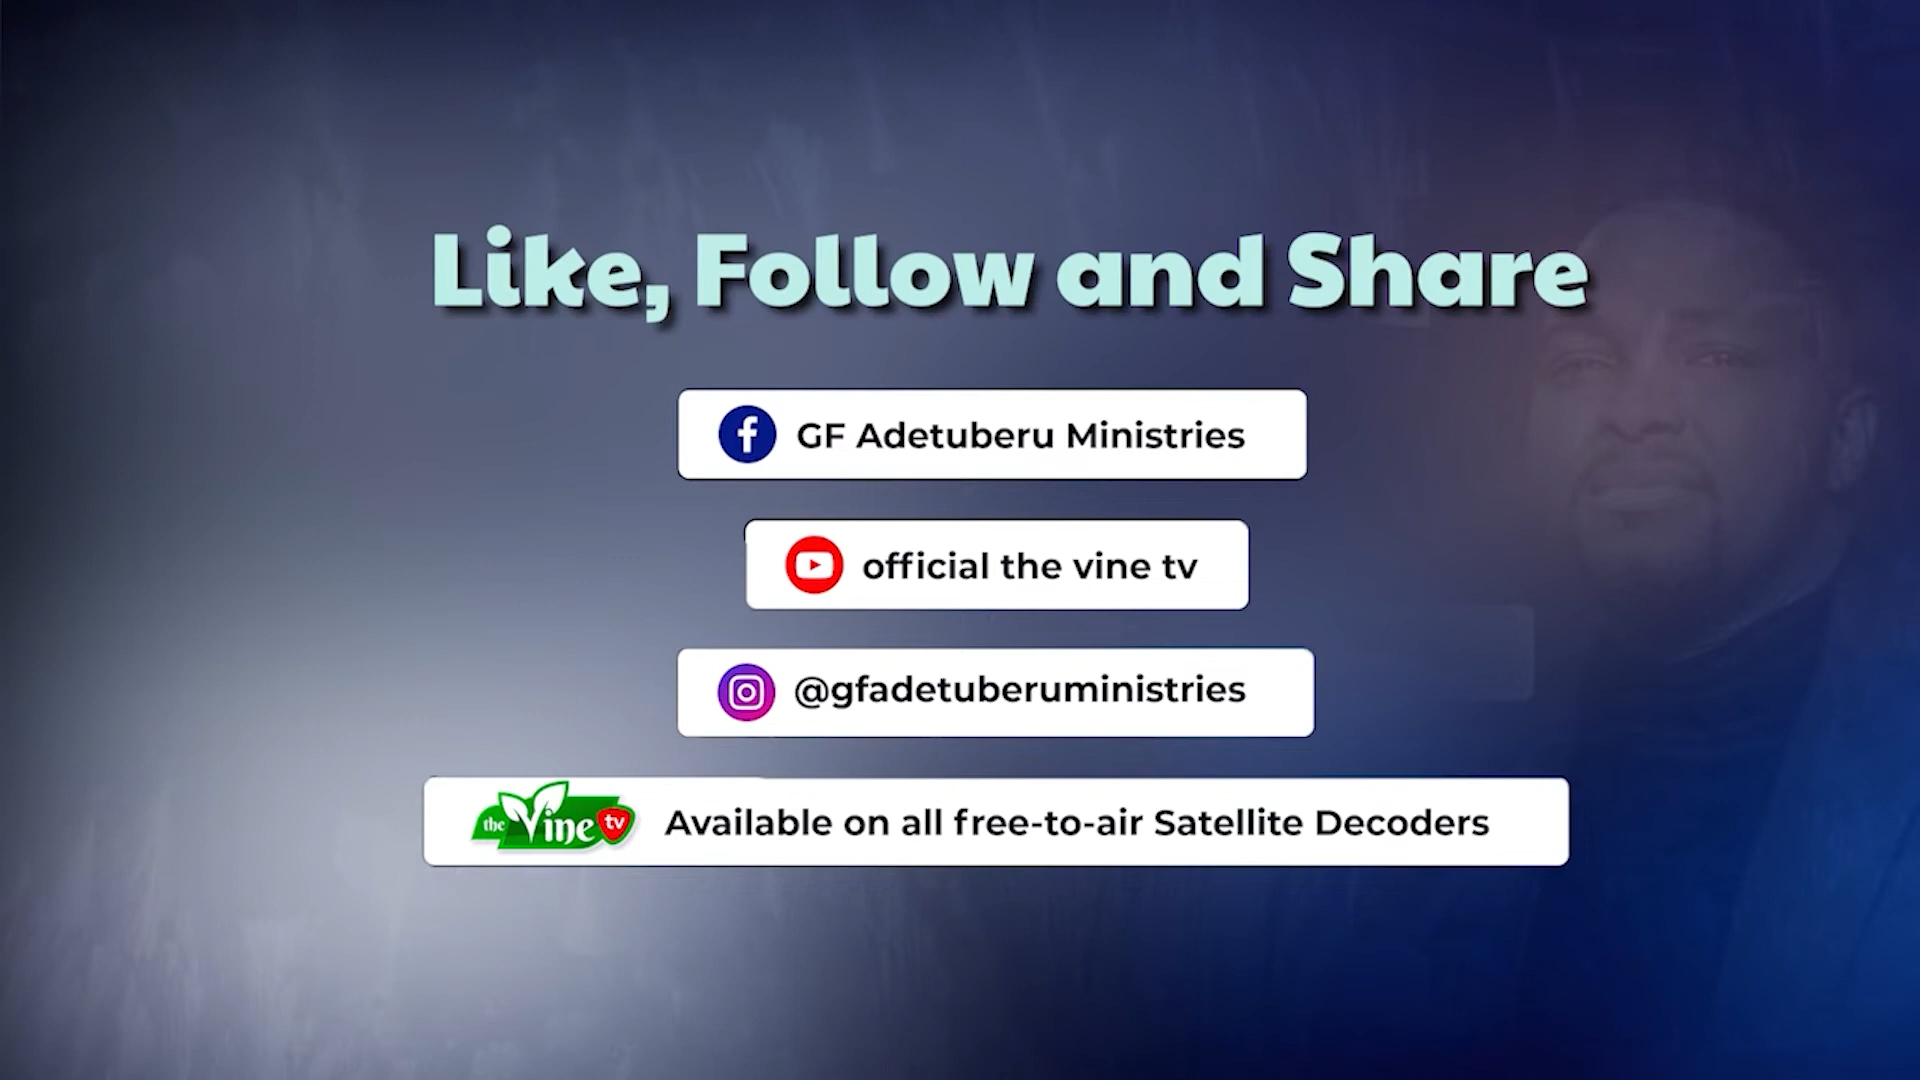 Like, Follow and Share
GF Adetuberu Ministries
official the vine tv
@gfadetuberuministries
the Vine tv Available on all free-to-air Satellite Decoders